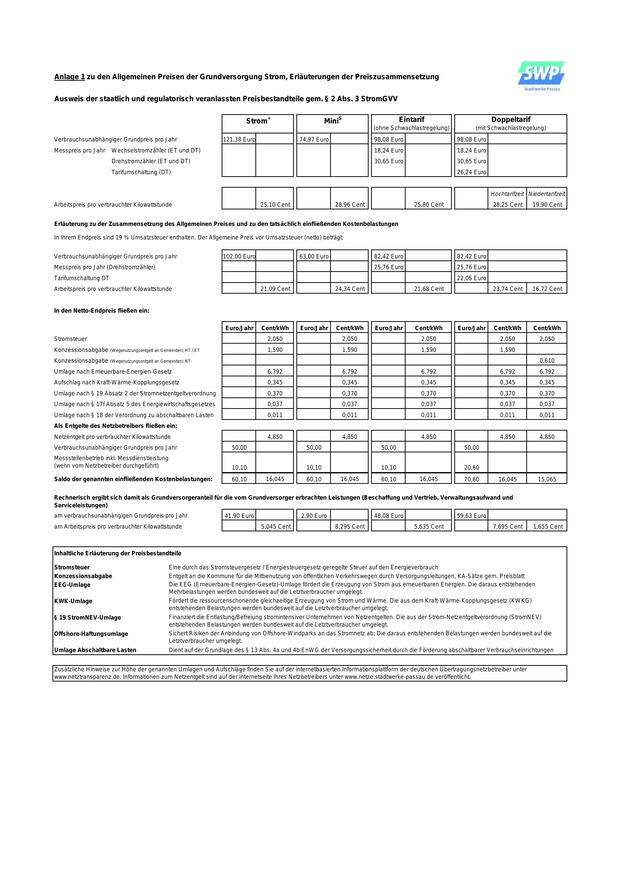 SWP
Stadtwerke Passau
Anlage 1 zu den Allgemeinen Preisen der Grundversorgung Strom, Erläuterungen der Preiszusammensetzung
Ausweis der staatlich und regulatorisch veranlassten Preisbestandteile gem. § 2 Abs. 3 StromGVV
Strom+ MiniS Eintarif Doppeltarif
(ohne Schwachlastregelung) (mit Schwachlastregelung)
Verbrauchsunabhängiger Grundpreis pro Jahr 121,38 Euro 74,97 Euro 98,08 Euro 98,08 Euro
Messpreis pro Jahr Wechselstromzähler (ET und DT) 18,24 Euro 18,24 Euro
Drehstromzähler (ET und DT) 30,65 Euro 30,65 Euro
Tarifumschaltung (DT) 26,24 Euro
Hochtarifzeit Niedertarifzeit
Arbeitspreis pro verbrauchter Kilowattstunde 25,10 Cent 28,96 Cent 25,80 Cent 28,25 Cent 19,90 Cent
Erläuterung zu der Zusammensetzung des Allgemeinen Preises und zu den tatsächlich einfließenden Kostenbelastungen
In Ihrem Endpreis sind 19 % Umsatzsteuer enthalten. Der Allgemeine Preis vor Umsatzsteuer (netto) beträgt:
Verbrauchsunabhängiger Grundpreis pro Jahr 102,00 Euro 63,00 Euro 82,42 Euro 82,42 Euro
Messpreis pro Jahr (Drehstromzähler) 25,76 Euro 25,76 Euro
Tarifumschaltung DT 22,05 Euro
Arbeitspreis pro verbrauchter Kilowattstunde 21,09 Cent 24,34 Cent 21,68 Cent 23,74 Cent 16,72 Cent
In den Netto-Endpreis fließen ein:
Euro/Jahr Cent/kWh Euro/Jahr Cent/kWh Euro/Jahr Cent/kWh Euro/Jahr Cent/kWh Cent/kWh
Stromsteuer 2,050 2,050 2,050 2,050 2,050
Konzessionsabgabe (Wegenutzungsentgelt an Gemeinden) HT / ET 1,590 1,590 1,590 1,590
Konzessionsabgabe (Wegenutzungsentgelt an Gemeinden) NT 0.610
Umlage nach Erneuerbare-Energien-Gesetz 6,792 6,792 6,792 6,792 6,792
Aufschlag nach Kraft-Wärme-Kopplungsgesetz 0,345 0,345 0,345 0,345 0,345
Umlage nach § 19 Absatz 2 der Stromnetzentgeltverordnung 0,370 0,370 0,370 0,370 0,370
Umlage nach § 17f Absatz 5 des Energiewirtschaftsgesetzes 0,037 0,037 0,037 0,037 0,037
Umlage nach § 18 der Verordnung zu abschaltbaren Lasten 0,011 0,011 0,011 0,011 0,011
Als Entgelte des Netzbetreibers fließen ein:
Netzentgelt pro verbrauchter Kilowattstunde 4,850 4,850 4,850 4,850 4,850
Verbrauchsunabhängiger Grundpreis pro Jahr 50,00 50,00 50,00 50,00
Messstellenbetrieb inkl. Messdienstleistung
(wenn vom Netzbetreiber durchgeführt) 10,10 10,10 10,10 20,60
Saldo der genannten einfließenden Kostenbelastungen: 60,10 16,045 60,10 16,045 60,10 16,045 70,60 16,045 15,065
Rechnerisch ergibt sich damit als Grundversorgeranteil für die vom Grundversorger erbrachten Leistungen (Beschaffung und Vertrieb, Verwaltungsaufwand und
Serviceleistungen)
am verbrauchsunabhängigen Grundpreis pro Jahr 41,90 Euro 2,90 Euro 48,08 Euro 59,63 Euro
am Arbeitspreis pro verbrauchter Kilowattstunde 5.045 Cent 8.295 Cent 5.635 Cent 7.695 Cent 1.655 Cent
Inhaltliche Erläuterung der Preisbestandteile
Stromsteuer Eine durch das Stromsteuergesetz / Energiesteuergesetz geregelte Steuer auf den Energieverbrauch
Konzessionsabgabe Entgelt an die Kommune für die Mitbenutzung von öffentlichen Verkehrswegen durch Versorgungsleitungen, KA-Sätze gem. Preisblatt
EEG-Umlage Die EEG (Erneuerbare-Energien-Gesetz)-Umlage fördert die Erzeugung von Strom aus erneuerbaren Energien. Die daraus entstehenden
Mehrbelastungen werden bundesweit auf die Letztverbraucher umgelegt.
KWK-Umlage Fördert die ressourcenschonende gleichzeitige Erzeugung von Strom und Wärme. Die aus dem Kraft-Wärme-Kopplungsgesetz (KWKG)
entstehenden Belastungen werden bundesweit auf die Letztverbraucher umgelegt.
§ 19 StromNEV-Umlage Finanziert die Entlastung/Befreiung stromintensiver Unternehmen von Netzentgelten. Die aus der Strom-Netzentgeltverordnung (StromNEV)
entstehenden Belastungen werden bundesweit auf die Letztverbraucher umgelegt.
Offshore-Haftungsumlage Sichert Risiken der Anbindung von Offshore-Windparks an das Stromnetz ab; Die daraus entstehenden Belastungen werden bundesweit auf die
Letztverbraucher umgelegt.
Umlage Abschaltbare Lasten Dient auf der Grundlage des § 13 Abs. 4a und 4b EnWG der Versorgungssicherheit durch die Förderung abschaltbarer Verbrauchseinrichtungen
Zusätzliche Hinweise zur Höhe der genannten Umlagen und Aufschläge finden Sie auf der internetbasierten Informationsplattform der deutschen Übertragungsnetzbetreiber unter
www.netztransparenz.de. Informationen zum Netzentgelt sind auf der Internetseite Ihres Netzbetreibers unter www.netze.stadtwerke-passau.de veröffentlicht.